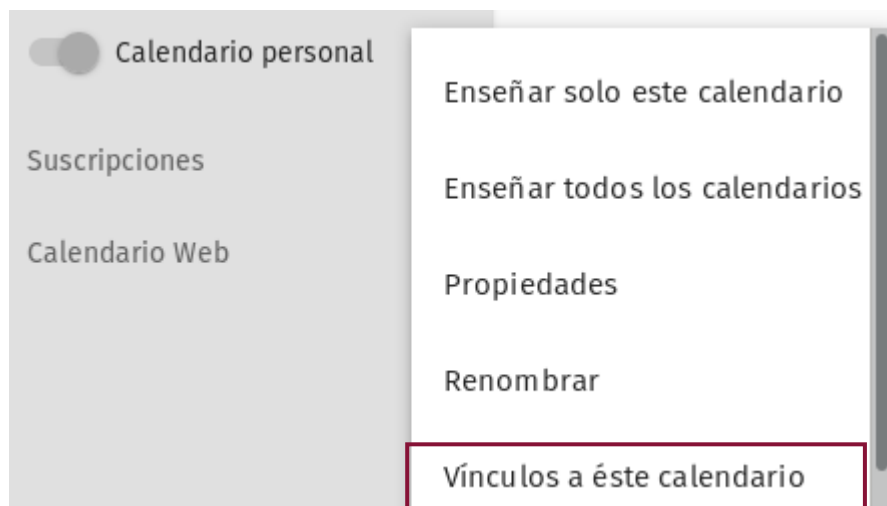 Calendario personal
Suscripciones
Calendario Web
Enseñar solo este calendario
Enseñar todos los calendarios
Propiedades
Renombrar
Vínculos a éste calendario